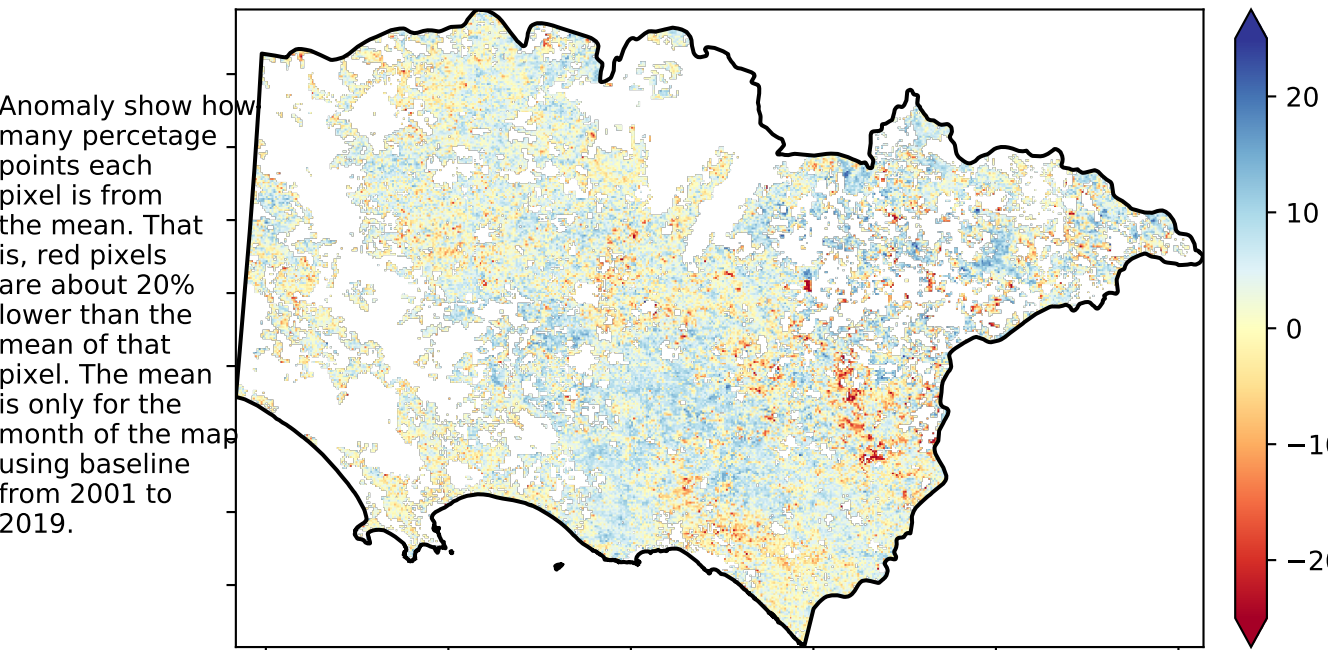 Anomaly show how
many percetage
points each
pixel is from
the mean. That
is, red pixels
are about 20%
lower than the
mean of that
pixel. The mean
is only for the
month of the map
using baseline
from 2001 to
2019.
20
10
0
−10
−20